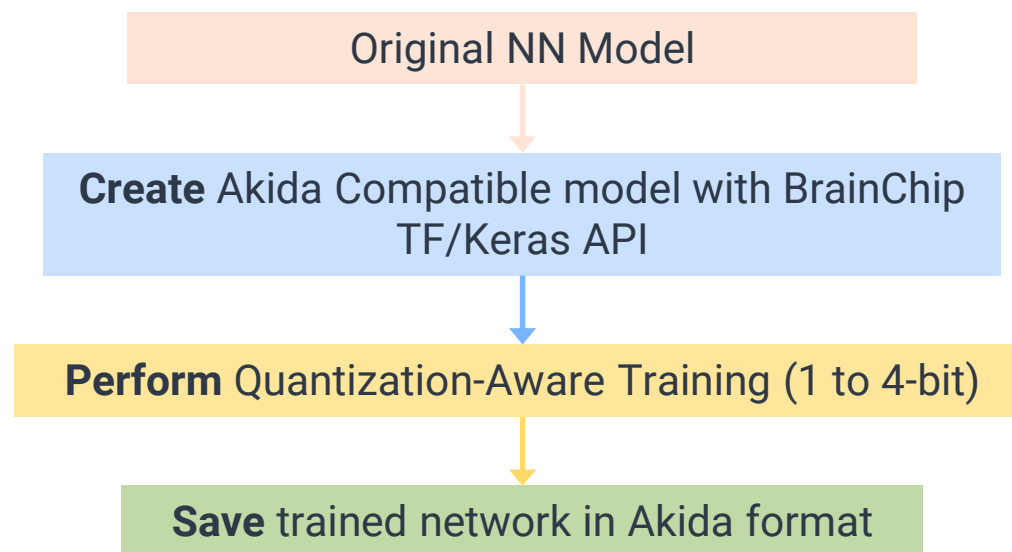 Original NN Model
Create Akida Compatible model with BrainChip
TF/Keras API
Perform Quantization-Aware Training (1 to 4-bit)
Save trained network in Akida format